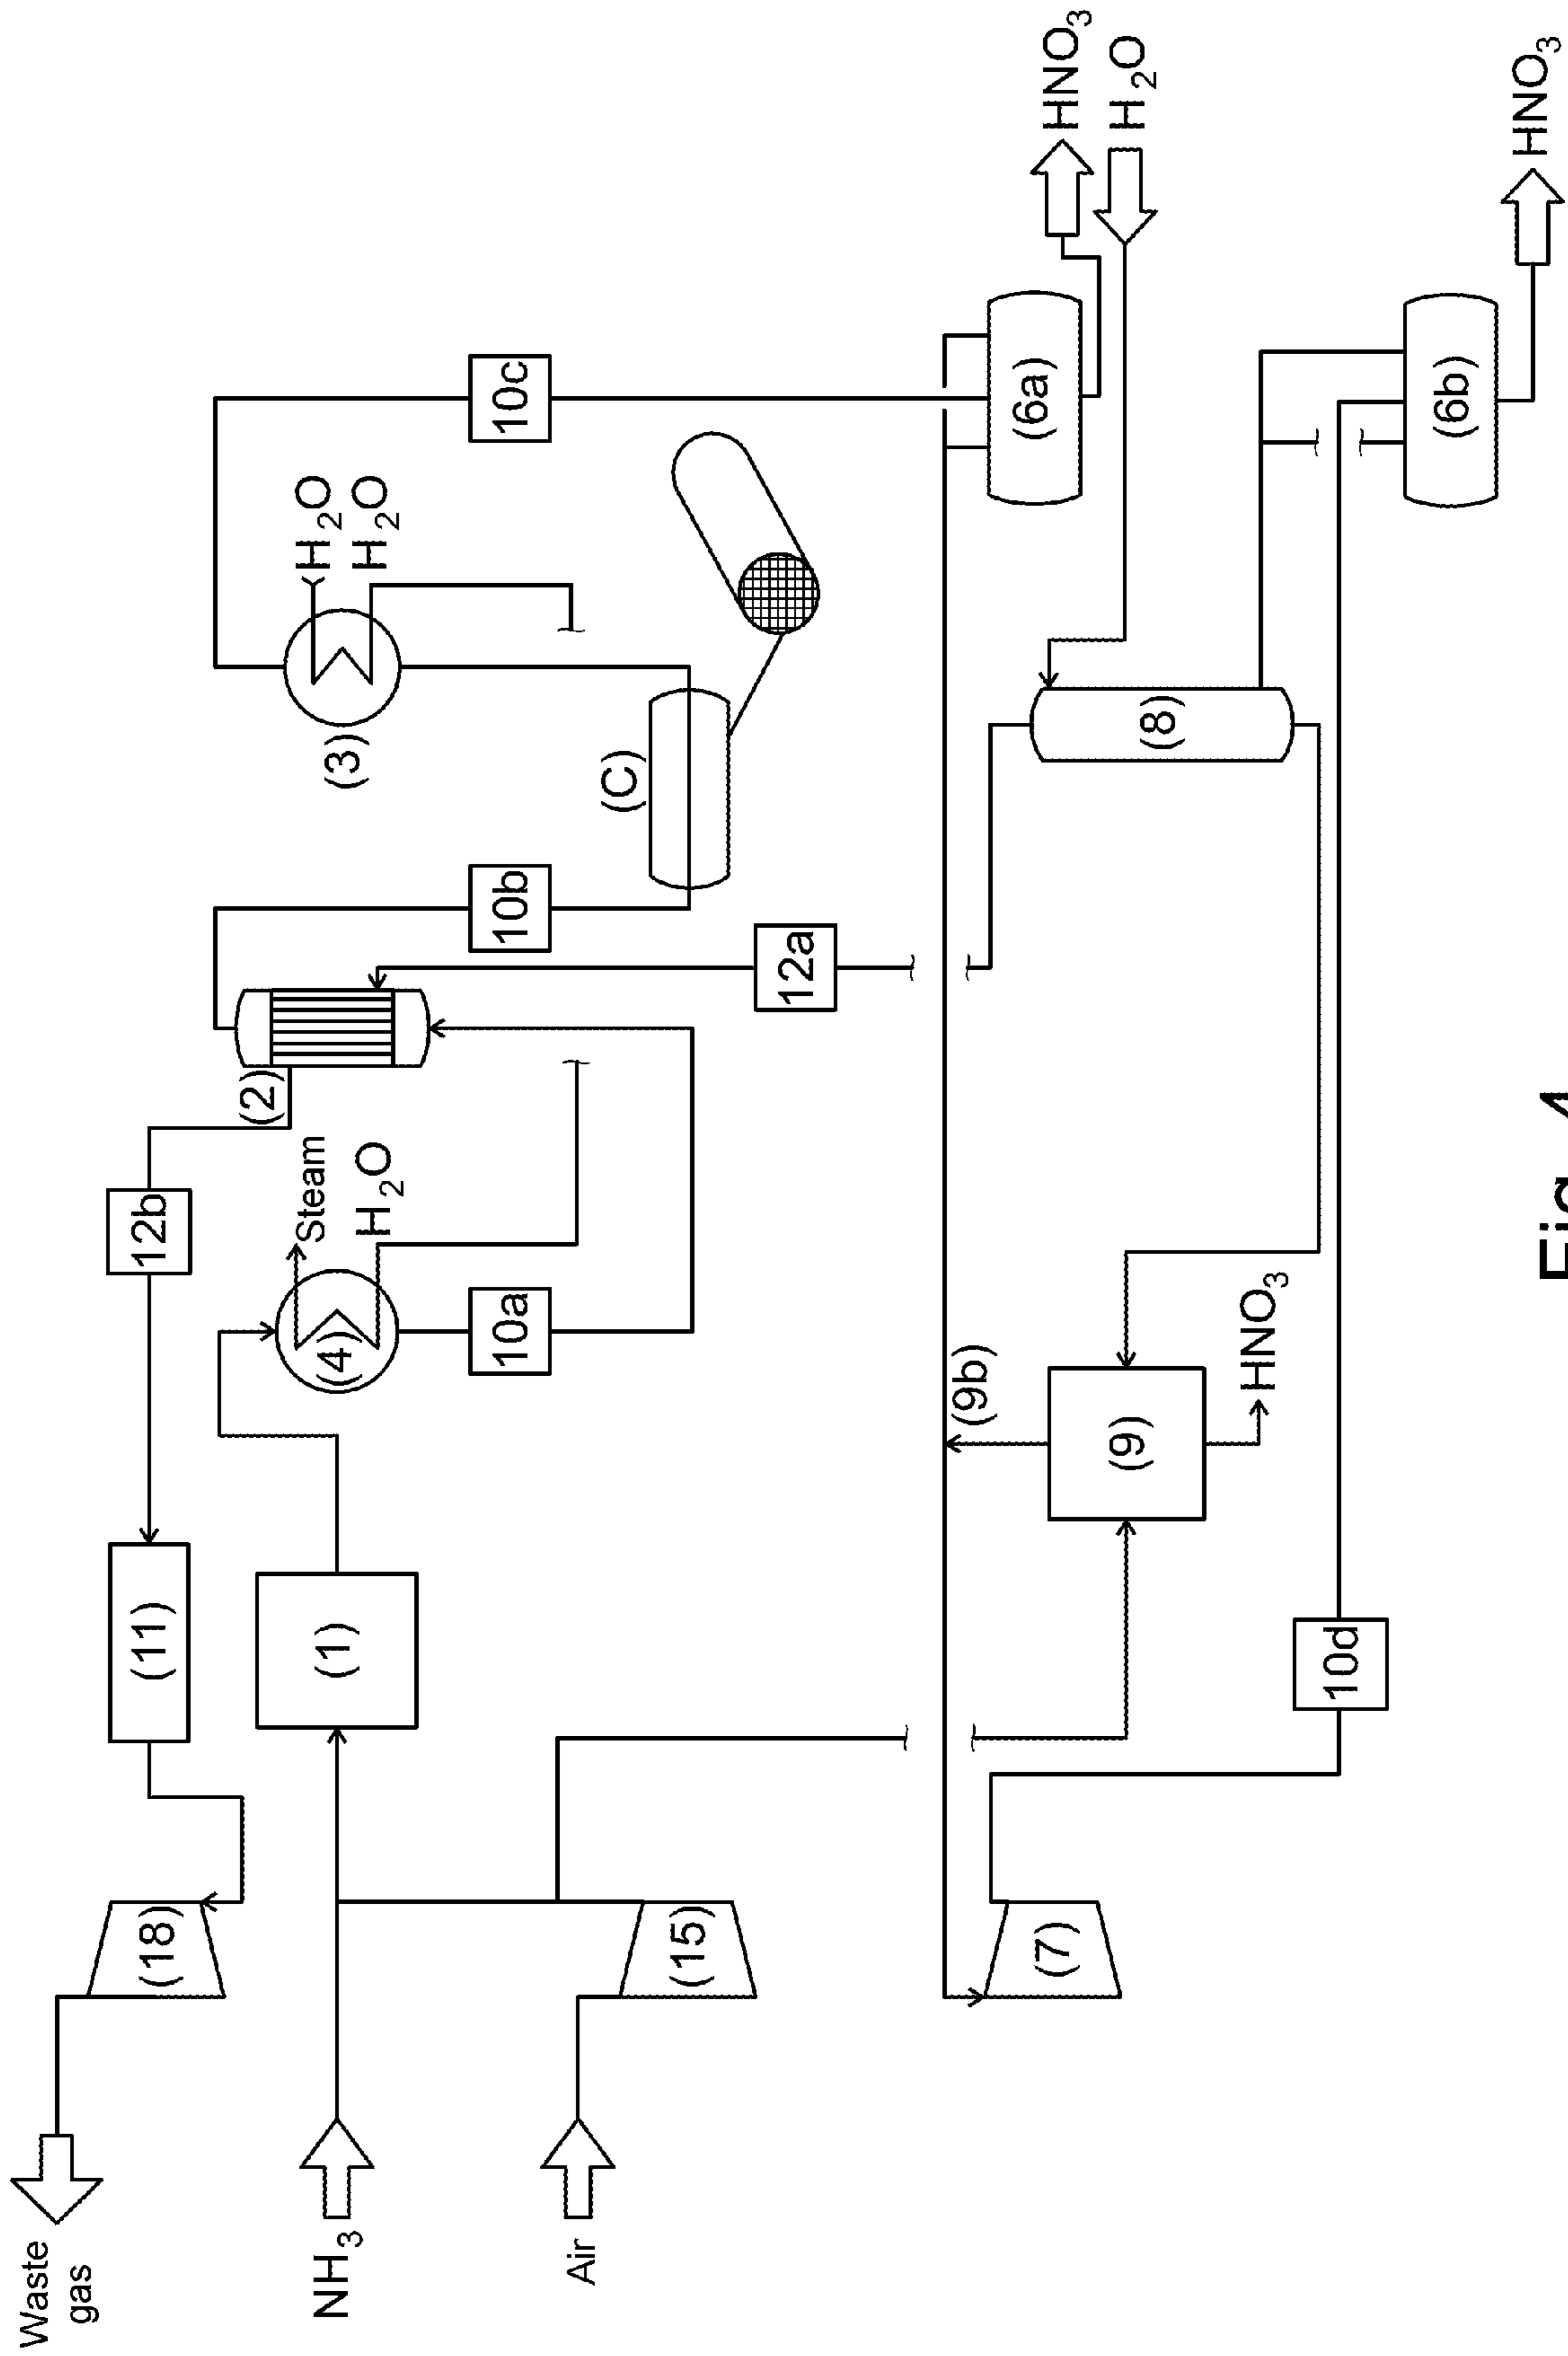 Waste
gas
(18)
(11)
12b
(2)
Steam
H₂O
NH₃
(1)
(4)
(3)
H₂O
H₂O
10a
10b
10c
Air
(C)
(15)
12a
(9b)
(6a)
(7)
HNO₃
(9)
(8)
H₂O
HNO₃
10d
(6b)
HNO₃
Fig. 4